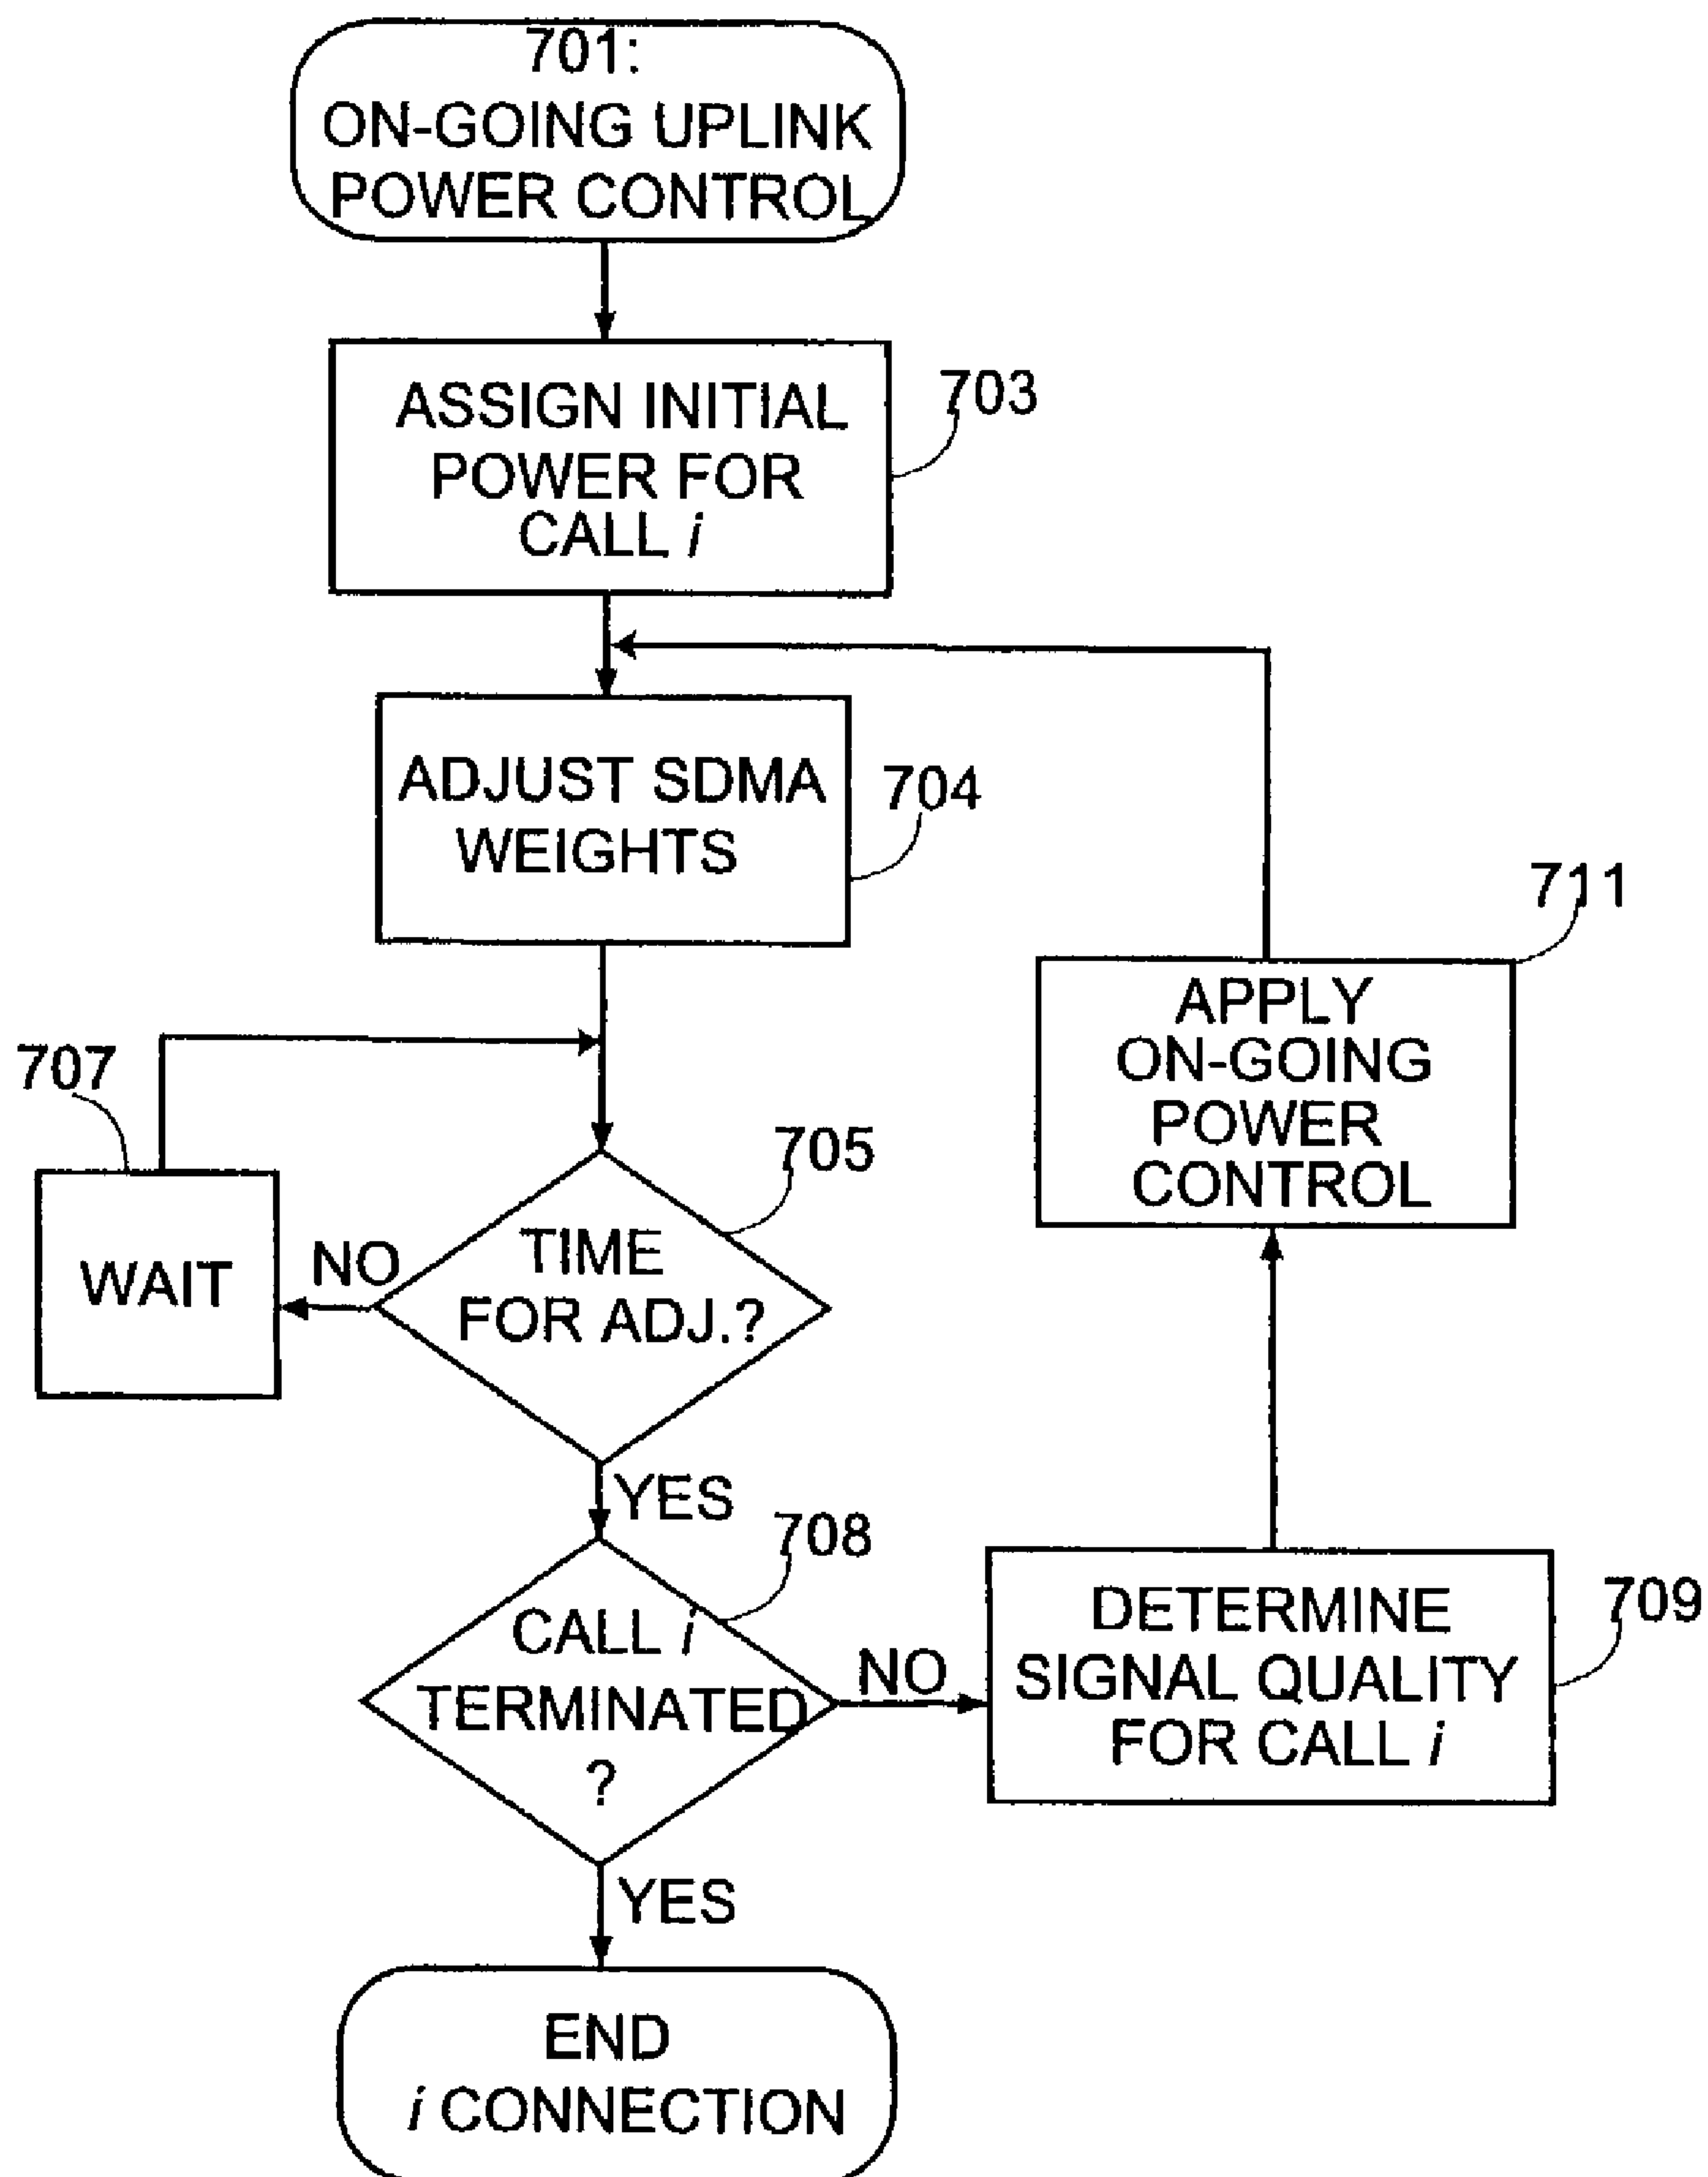 701:
ON-GOING UPLINK
POWER CONTROL
ASSIGN INITIAL
POWER FOR
CALL i
703
ADJUST SDMA
WEIGHTS
704
711
APPLY
ON-GOING
POWER
CONTROL
707
WAIT
NO
705
TIME
FOR ADJ.?
YES
708
CALL i
TERMINATED
?
NO
DETERMINE
SIGNAL QUALITY
FOR CALL i
709
YES
END
i CONNECTION